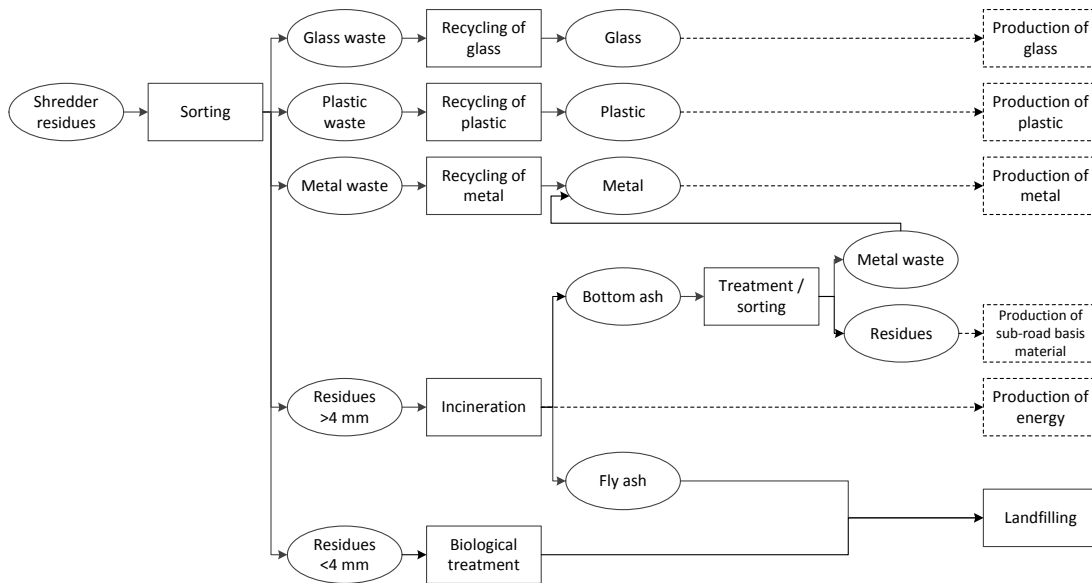 Glass waste
Recycling of
glass
Glass
Production of
glass
Shredder
residues
Sorting
Plastic
waste
Recycling of
plastic
Plastic
Production of
plastic
Metal waste
Recycling of
metal
Metal
Production of
metal
Metal waste
Bottom ash
Treatment /
sorting
Residues
Production of
sub-road basis
material
Residues
>4 mm
Incineration
Production of
energy
Fly ash
Landfilling
Residues
<4 mm
Biological
treatment